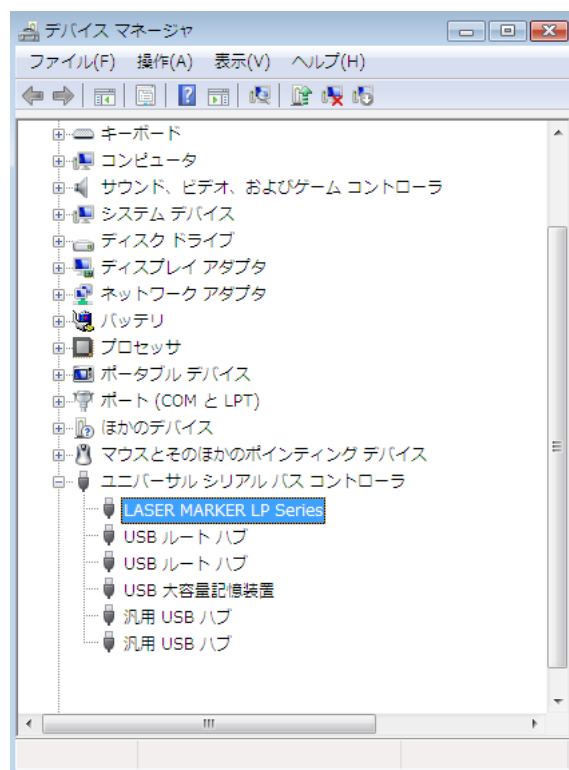 デバイス マネージャ
ファイル(F) 操作(A) 表示(V) ヘルプ(H)
キーボード
コンピュータ
サウンド、ビデオ、およびゲーム コントローラ
システム デバイス
ディスク ドライブ
ディスプレイ アダプタ
ネットワーク アダプタ
バッテリ
プロセッサ
ポータブル デバイス
ポート (COM と LPT)
ほかのデバイス
マウスとそのほかのポインティング デバイス
ユニバーサル シリアル バス コントローラ
LASER MARKER LP Series
USB ルート ハブ
USB ルート ハブ
USB 大容量記憶装置
汎用 USB ハブ
汎用 USB ハブ